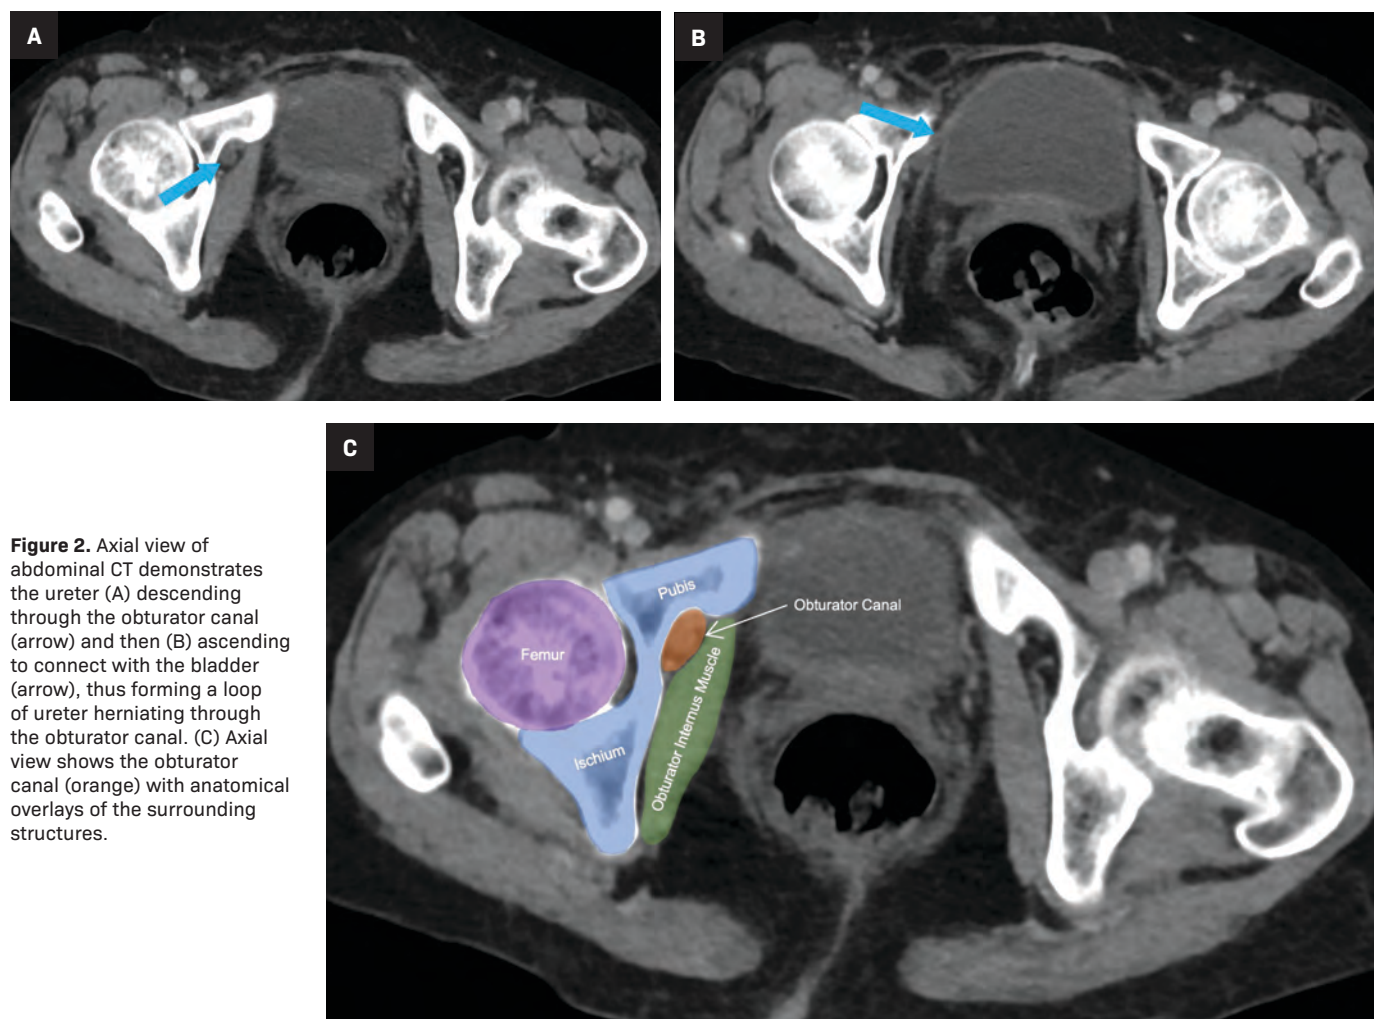 A
B
C
Figure 2. Axial view of
abdominal CT demonstrates
the ureter (A) descending
through the obturator canal
(arrow) and then (B) ascending
to connect with the bladder
(arrow), thus forming a loop
of ureter herniating through
the obturator canal. (C) Axial
view shows the obturator
canal (orange) with anatomical
overlays of the surrounding
structures.
Pubis
Obturator Canal
Femur
Ischium
Obturator Internus Muscle